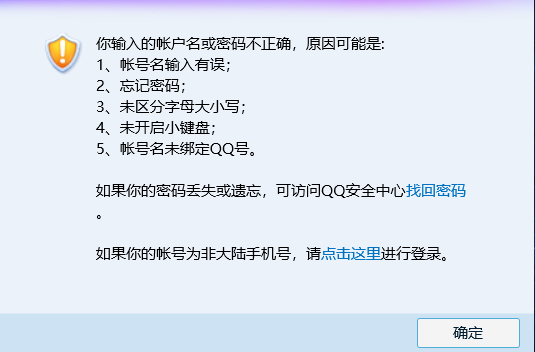 你输入的帐户名或密码不正确，原因可能是:
1、帐号名输入有误；
2、忘记密码；
3、未区分字母大小写；
4、未开启小键盘；
5、帐号名未绑定QQ号。
如果你的密码丢失或遗忘，可访问QQ安全中心找回密码
。
如果你的帐号为非大陆手机号，请点击这里进行登录。
确定